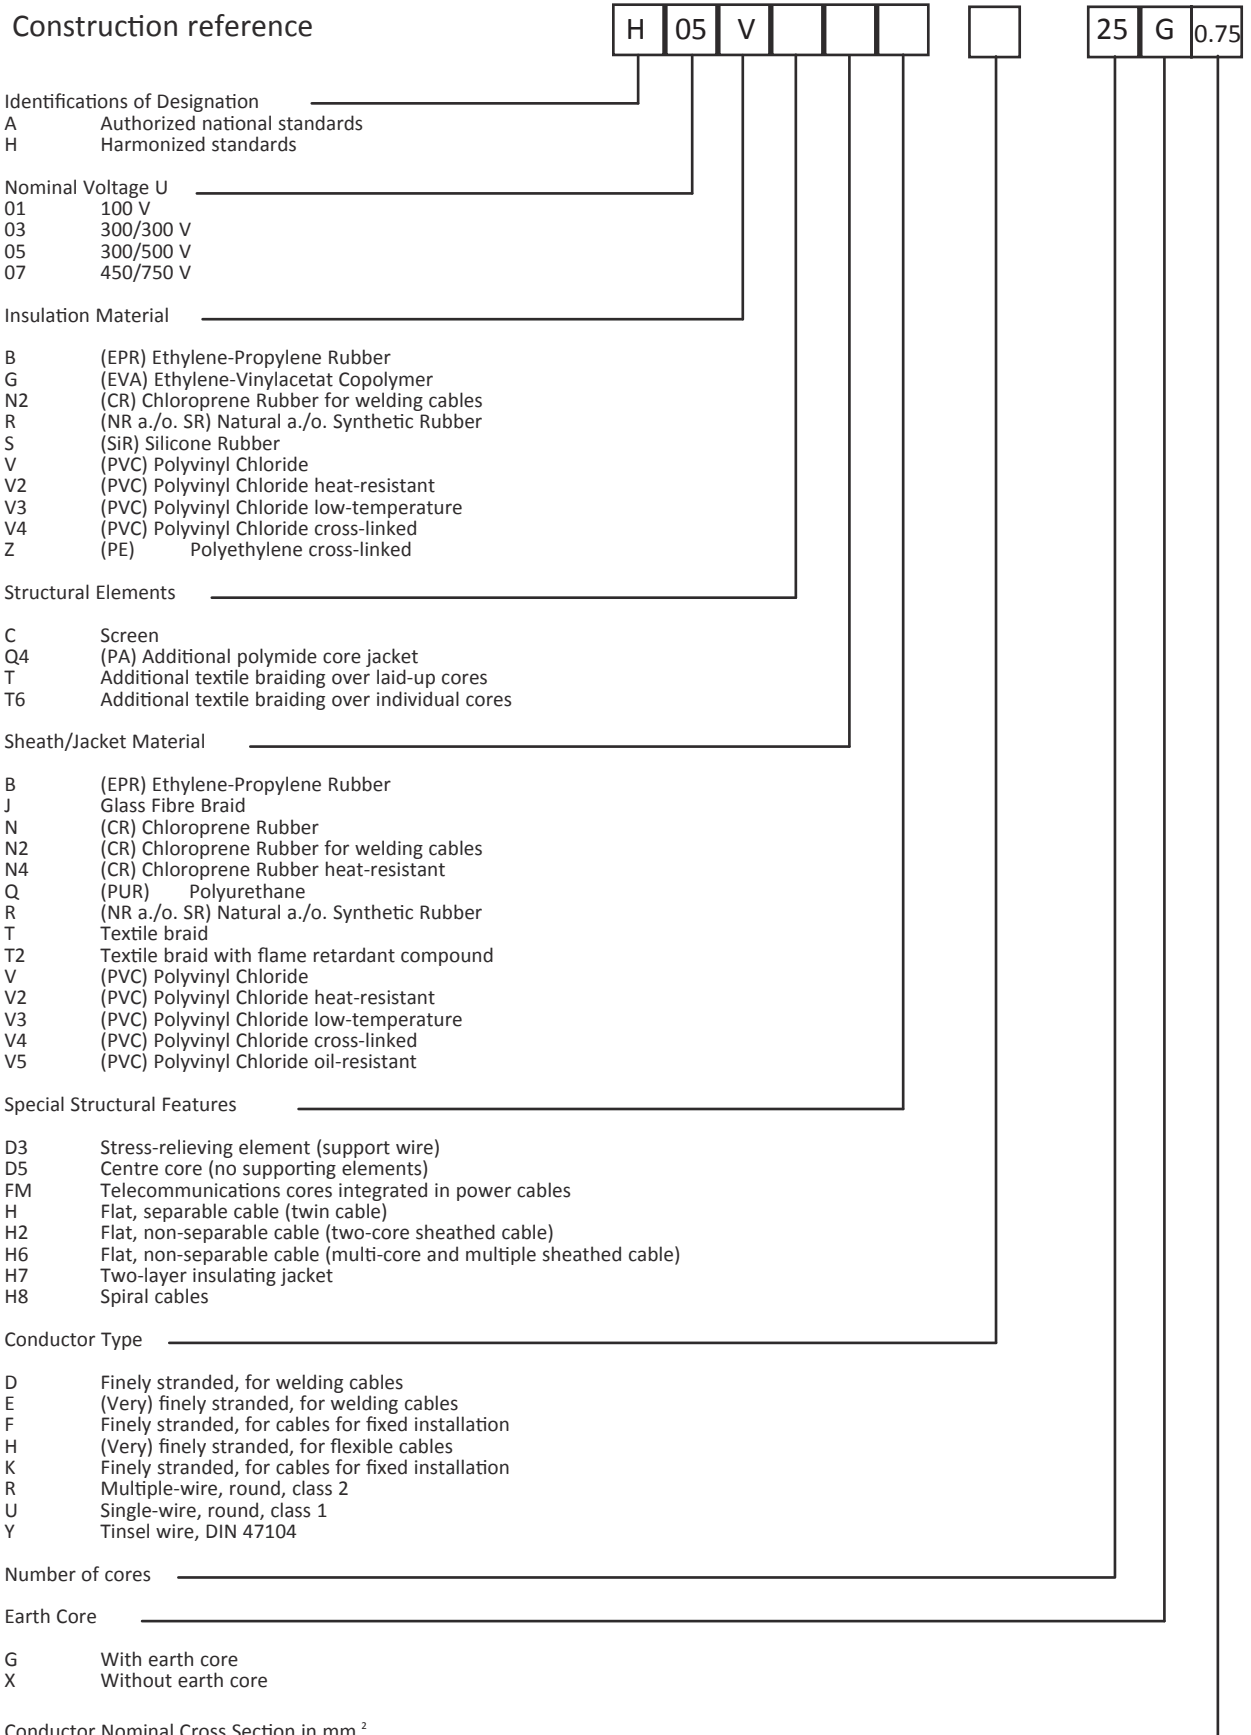 Construction reference H 05 V 25 G 0.75
Identifications of Designation
A Authorized national standards
H Harmonized standards
Nominal Voltage U
01 100 V
03 300/300 V
05 300/500 V
07 450/750 V
Insulation Material
B (EPR) Ethylene-Propylene Rubber
G (EVA) Ethylene-Vinylacetat Copolymer
N2 (CR) Chloroprene Rubber for welding cables
R (NR a./o. SR) Natural a./o. Synthetic Rubber
S (SiR) Silicone Rubber
V (PVC) Polyvinyl Chloride
V2 (PVC) Polyvinyl Chloride heat-resistant
V3 (PVC) Polyvinyl Chloride low-temperature
V4 (PVC) Polyvinyl Chloride cross-linked
Z (PE) Polyethylene cross-linked
Structural Elements
C Screen
Q4 (PA) Additional polymide core jacket
T Additional textile braiding over laid-up cores
T6 Additional textile braiding over individual cores
Sheath/Jacket Material
B (EPR) Ethylene-Propylene Rubber
J Glass Fibre Braid
N (CR) Chloroprene Rubber
N2 (CR) Chloroprene Rubber for welding cables
N4 (CR) Chloroprene Rubber heat-resistant
Q (PUR) Polyurethane
R (NR a./o. SR) Natural a./o. Synthetic Rubber
T Textile braid
T2 Textile braid with flame retardant compound
V (PVC) Polyvinyl Chloride
V2 (PVC) Polyvinyl Chloride heat-resistant
V3 (PVC) Polyvinyl Chloride low-temperature
V4 (PVC) Polyvinyl Chloride cross-linked
V5 (PVC) Polyvinyl Chloride oil-resistant
Special Structural Features
D3 Stress-relieving element (support wire)
D5 Centre core (no supporting elements)
FM Telecommunications cores integrated in power cables
H Flat, separable cable (twin cable)
H2 Flat, non-separable cable (two-core sheathed cable)
H6 Flat, non-separable cable (multi-core and multiple sheathed cable)
H7 Two-layer insulating jacket
H8 Spiral cables
Conductor Type
D Finely stranded, for welding cables
E (Very) finely stranded, for welding cables
F Finely stranded, for cables for fixed installation
H (Very) finely stranded, for flexible cables
K Finely stranded, for cables for fixed installation
R Multiple-wire, round, class 2
U Single-wire, round, class 1
Y Tinsel wire, DIN 47104
Number of cores
Earth Core
G With earth core
X Without earth core
Conductor Nominal Cross Section in mm ²